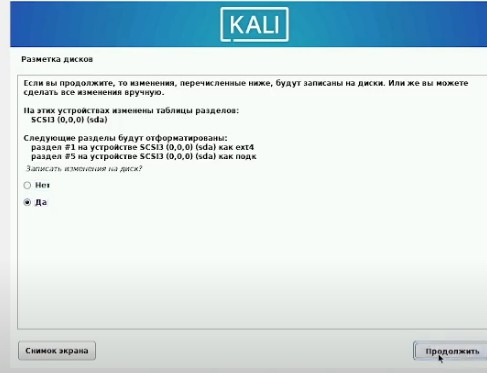 KALI
Разметка дисков
Если вы продолжите, то изменения, перечисленные ниже, будут записаны на диски. Или же вы можете
сделать все изменения вручную.
На этих устройствах изменены таблицы разделов:
SCSI3 (0,0,0) (sda)
Следующие разделы будут отформатированы:
раздел #1 на устройстве SCSI3 (0,0,0) (sda) как ext4
раздел #5 на устройстве SCSI3 (0,0,0) (sda) как подк
Записать изменения на диск?
Нет
Да
Снимок экрана
Продолжить